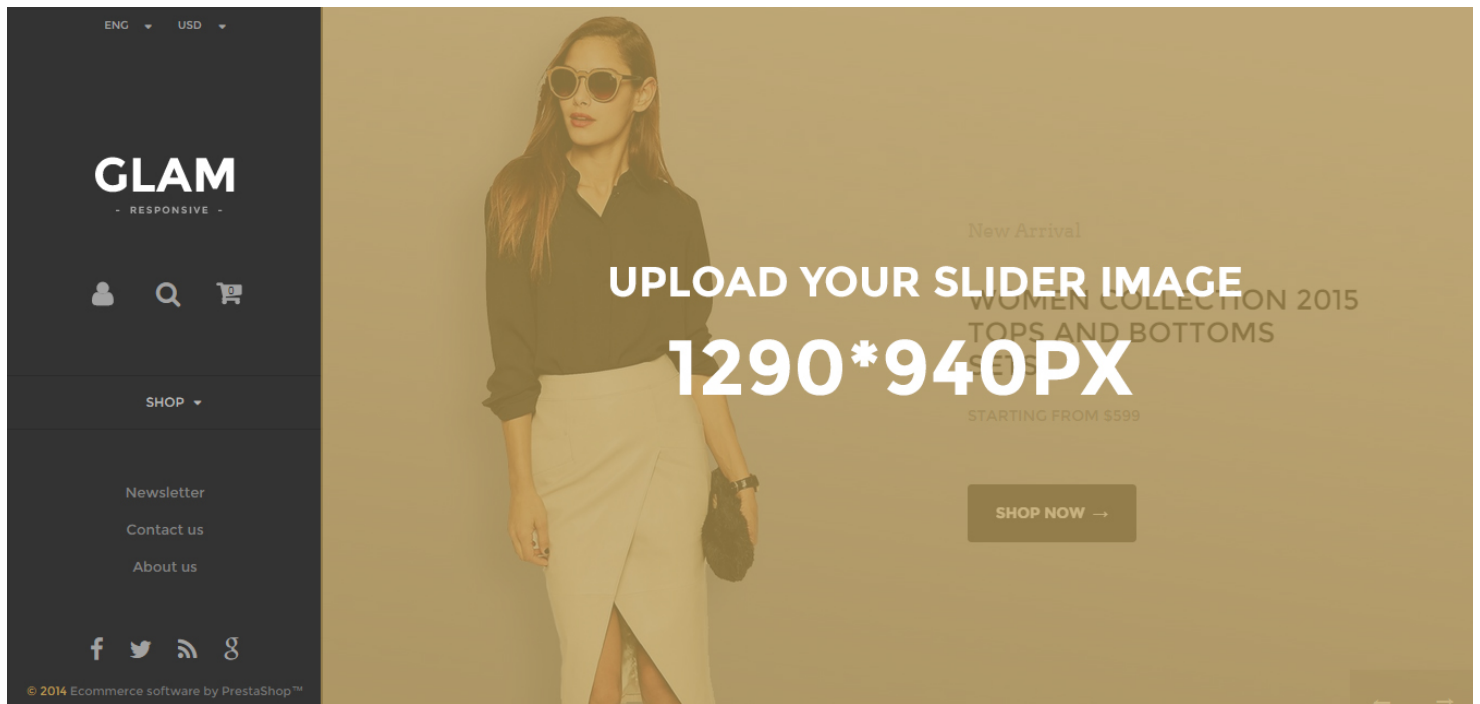 ENG USD
GLAM
- RESPONSIVE -
0
SHOP
Newsletter
Contact us
About us
© 2014 Ecommerce software by PrestaShop™
New Arrival
UPLOAD YOUR SLIDER IMAGE
WOMEN COLLECTION 2015
TOPS AND BOTTOMS
SETS
1290*940PX
STARTING FROM $599
SHOP NOW →